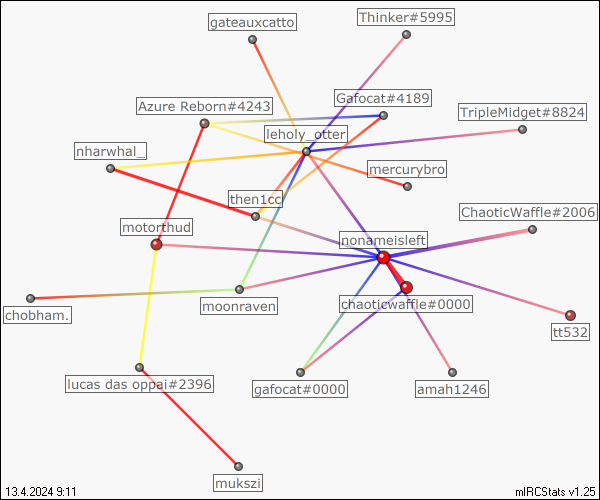 Thinker#5995
gateauxcatto
Azure Reborn#4243
Gafocat#4189
TripleMidget#8824
leholy_otter
nharwhal_
mercurybro
then1cc
ChaoticWaffle#2006
motorthud
nonameisleft
chaoticwaffle#0000
moonraven
chobham.
tt532
lucas das oppai#2396
gafocat#0000
amah1246
mukszi
13.4.2024 9:11
mIRCStats v1.25